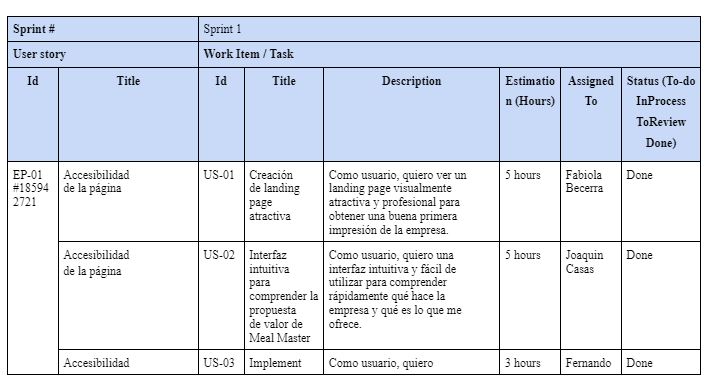 Sprint #
Sprint 1
User story
Work Item / Task
Id
Title
Id
Title
Description
Estimatio
n (Hours)
Assigned
To
Status (To-do
InProcess
ToReview
Done)
EP-01
#18594
2721
Accesibilidad
de la página
US-01
Creación
de landing
page
atractiva
Como usuario, quiero ver un
landing page visualmente
atractiva y profesional para
obtener una buena primera
impresión de la empresa.
5 hours
Fabiola
Becerra
Done
Accesibilidad
de la página
US-02
Interfaz
intuitiva
para
comprender la
propuesta
de valor de
Meal Master
Como usuario, quiero una
interfaz intuitiva y fácil de
utilizar para comprender
rápidamente qué hace la
empresa y qué es lo que me
ofrece.
5 hours
Joaquin
Casas
Done
Accesibilidad
US-03
Implement
Como usuario, quiero
3 hours
Fernando
Done